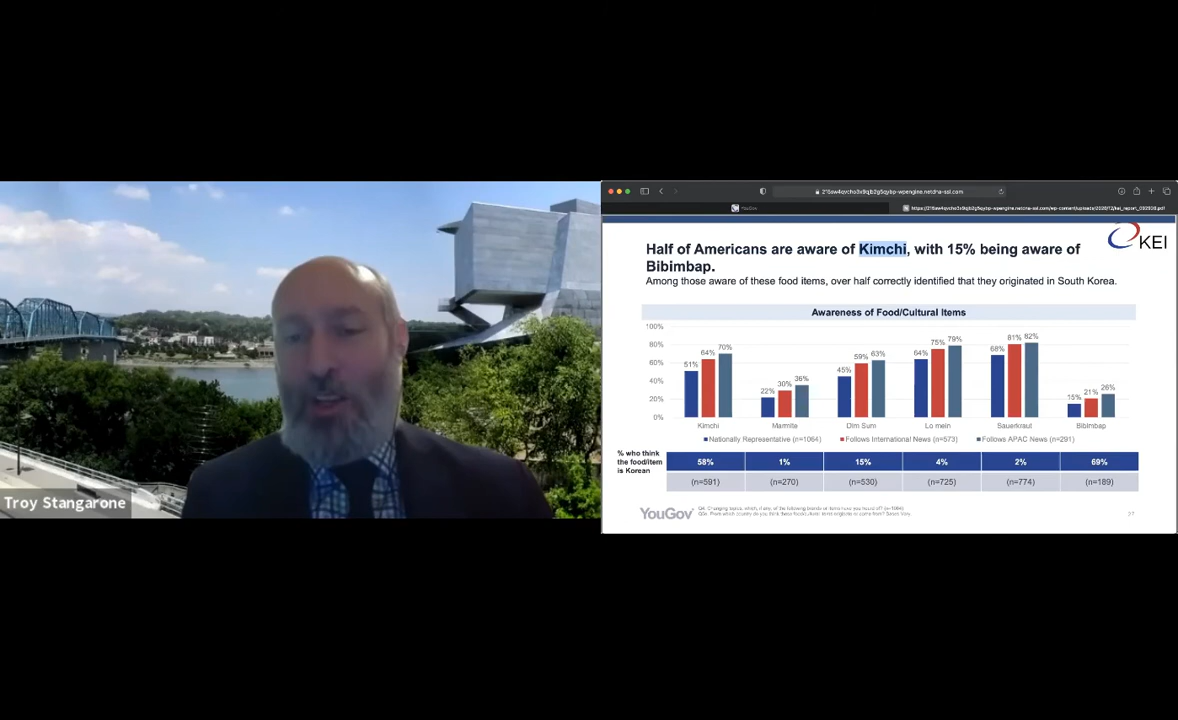 Troy Stangarone
YouGov
KEI
Half of Americans are aware of Kimchi, with 15% being aware of
Bibimbap.
Among those aware of these food items, over half correctly identified that they originated in South Korea.
Awareness of Food/Cultural Items
100%
80%
60%
40%
20%
0%
51% 64% 70%
22% 30% 36%
45% 59% 63%
64% 75% 79%
68% 81% 82%
15% 21% 26%
Kimchi Marmite Dim Sum Lo mein Sauerkraut Bibimbap
Nationally Representative (n=1064) Follows International News (n=573) Follows APAC News (n=291)
% who think
the food/item
is Korean
58% 1% 15% 4% 2% 69%
(n=591) (n=270) (n=530) (n=725) (n=774) (n=189)
YouGov